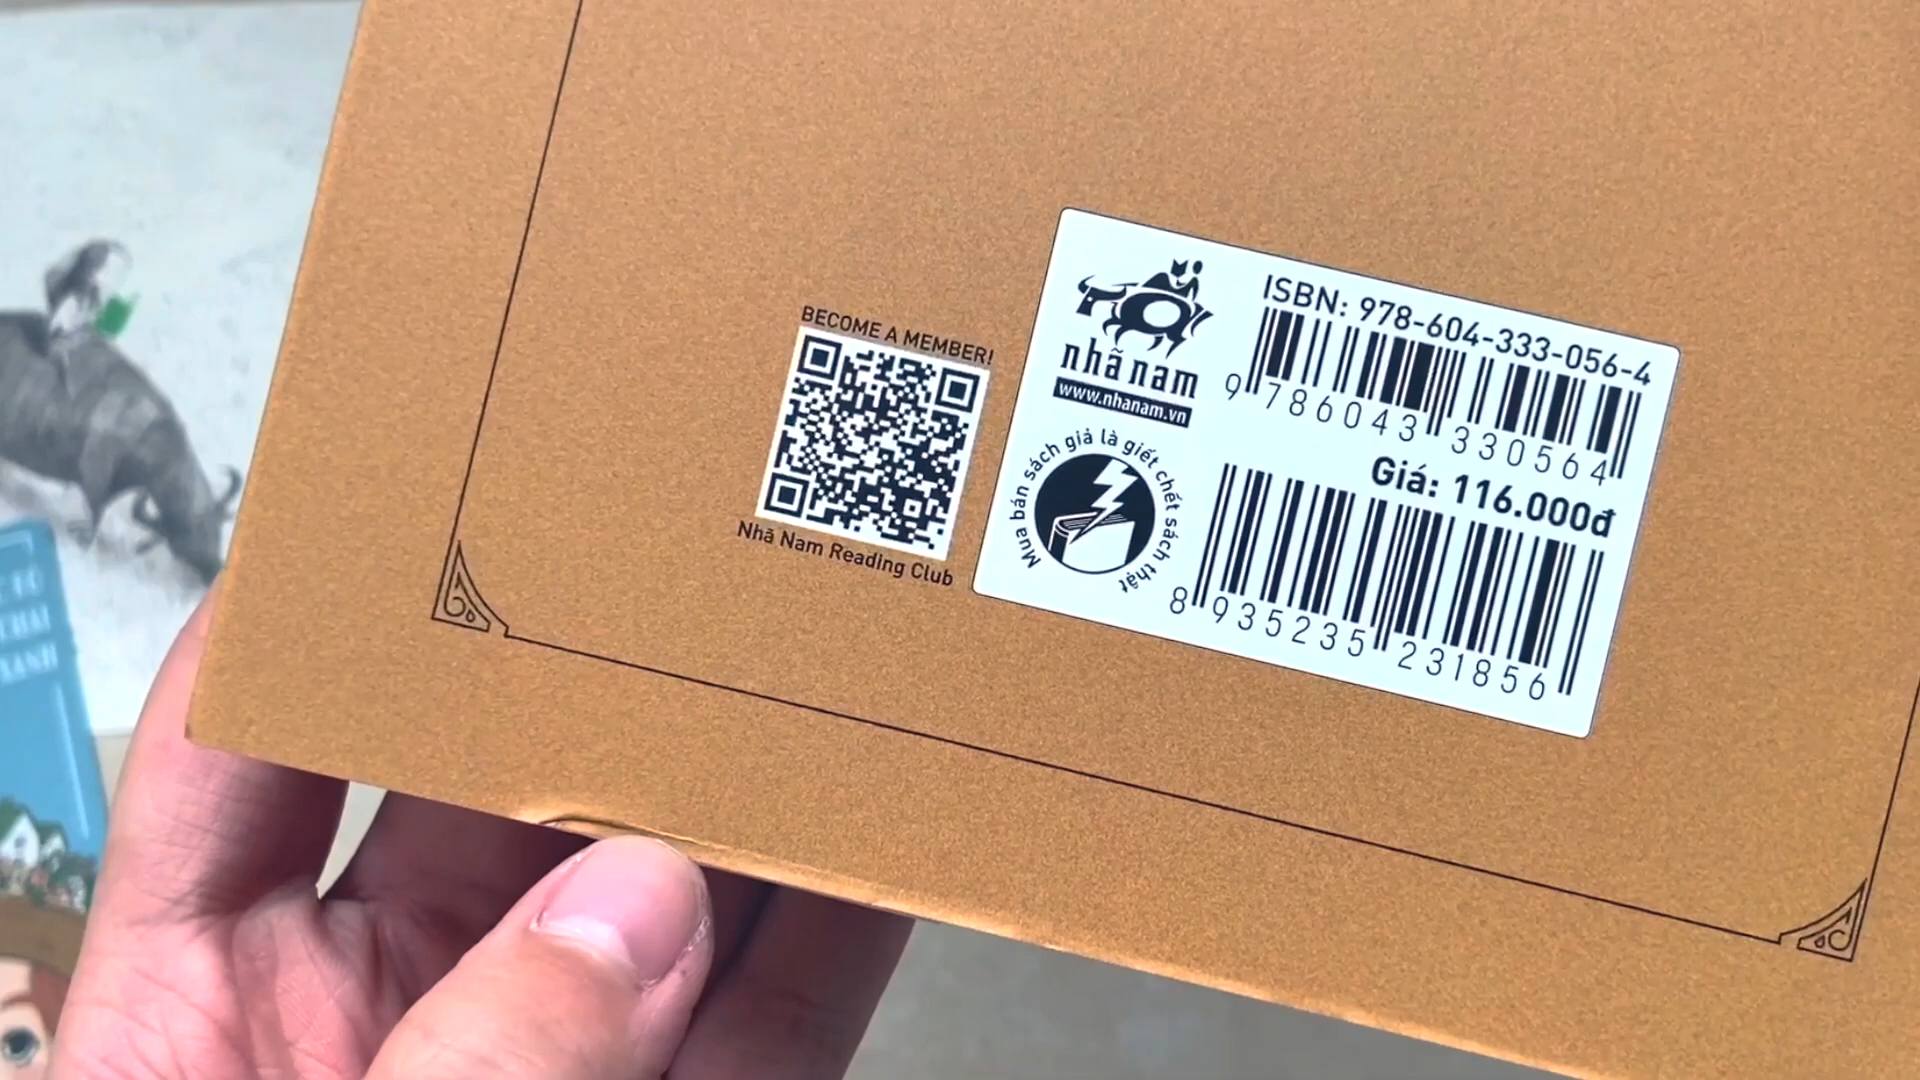 BECOME A MEMBER!
Nhã Nam Reading Club
nhã nam
www.nhanam.vn
Mua bán sách giả là giết chết sách thật
ISBN: 978-604-333-056-4
9 786043 330564
Giá: 116.000đ
8 935235 231856
XANH